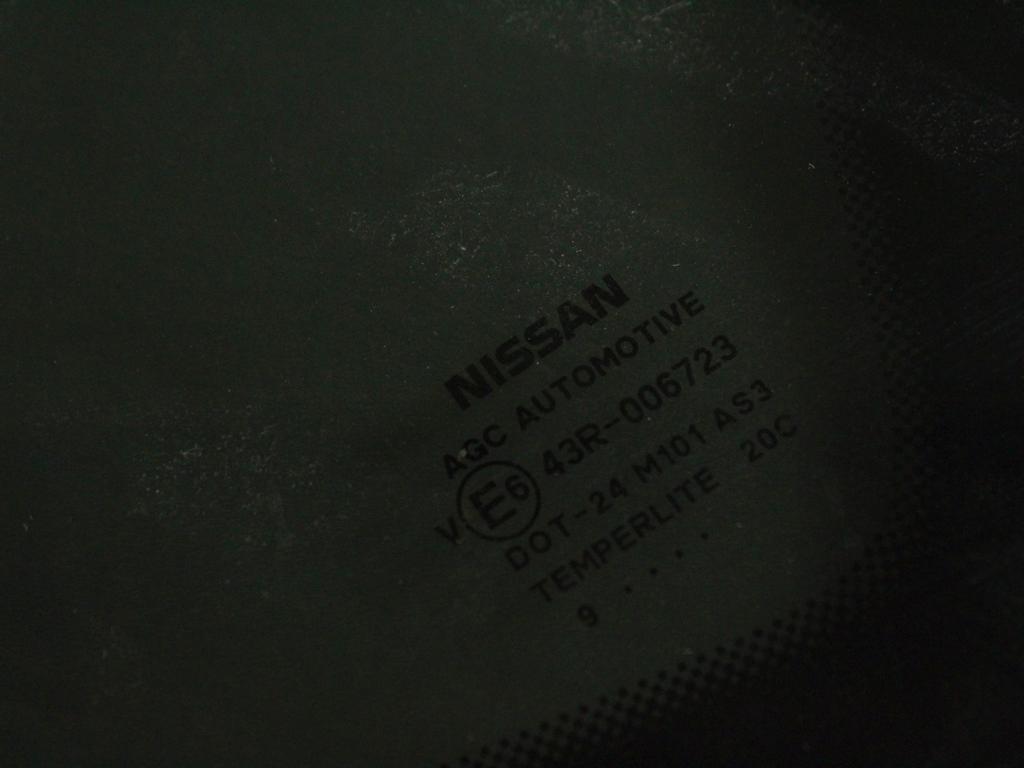 NISSAN
AGC AUTOMOTIVE
V E6 43R-006723
DOT-24 M101 AS3
TEMPERLITE 20C
9 . . . .